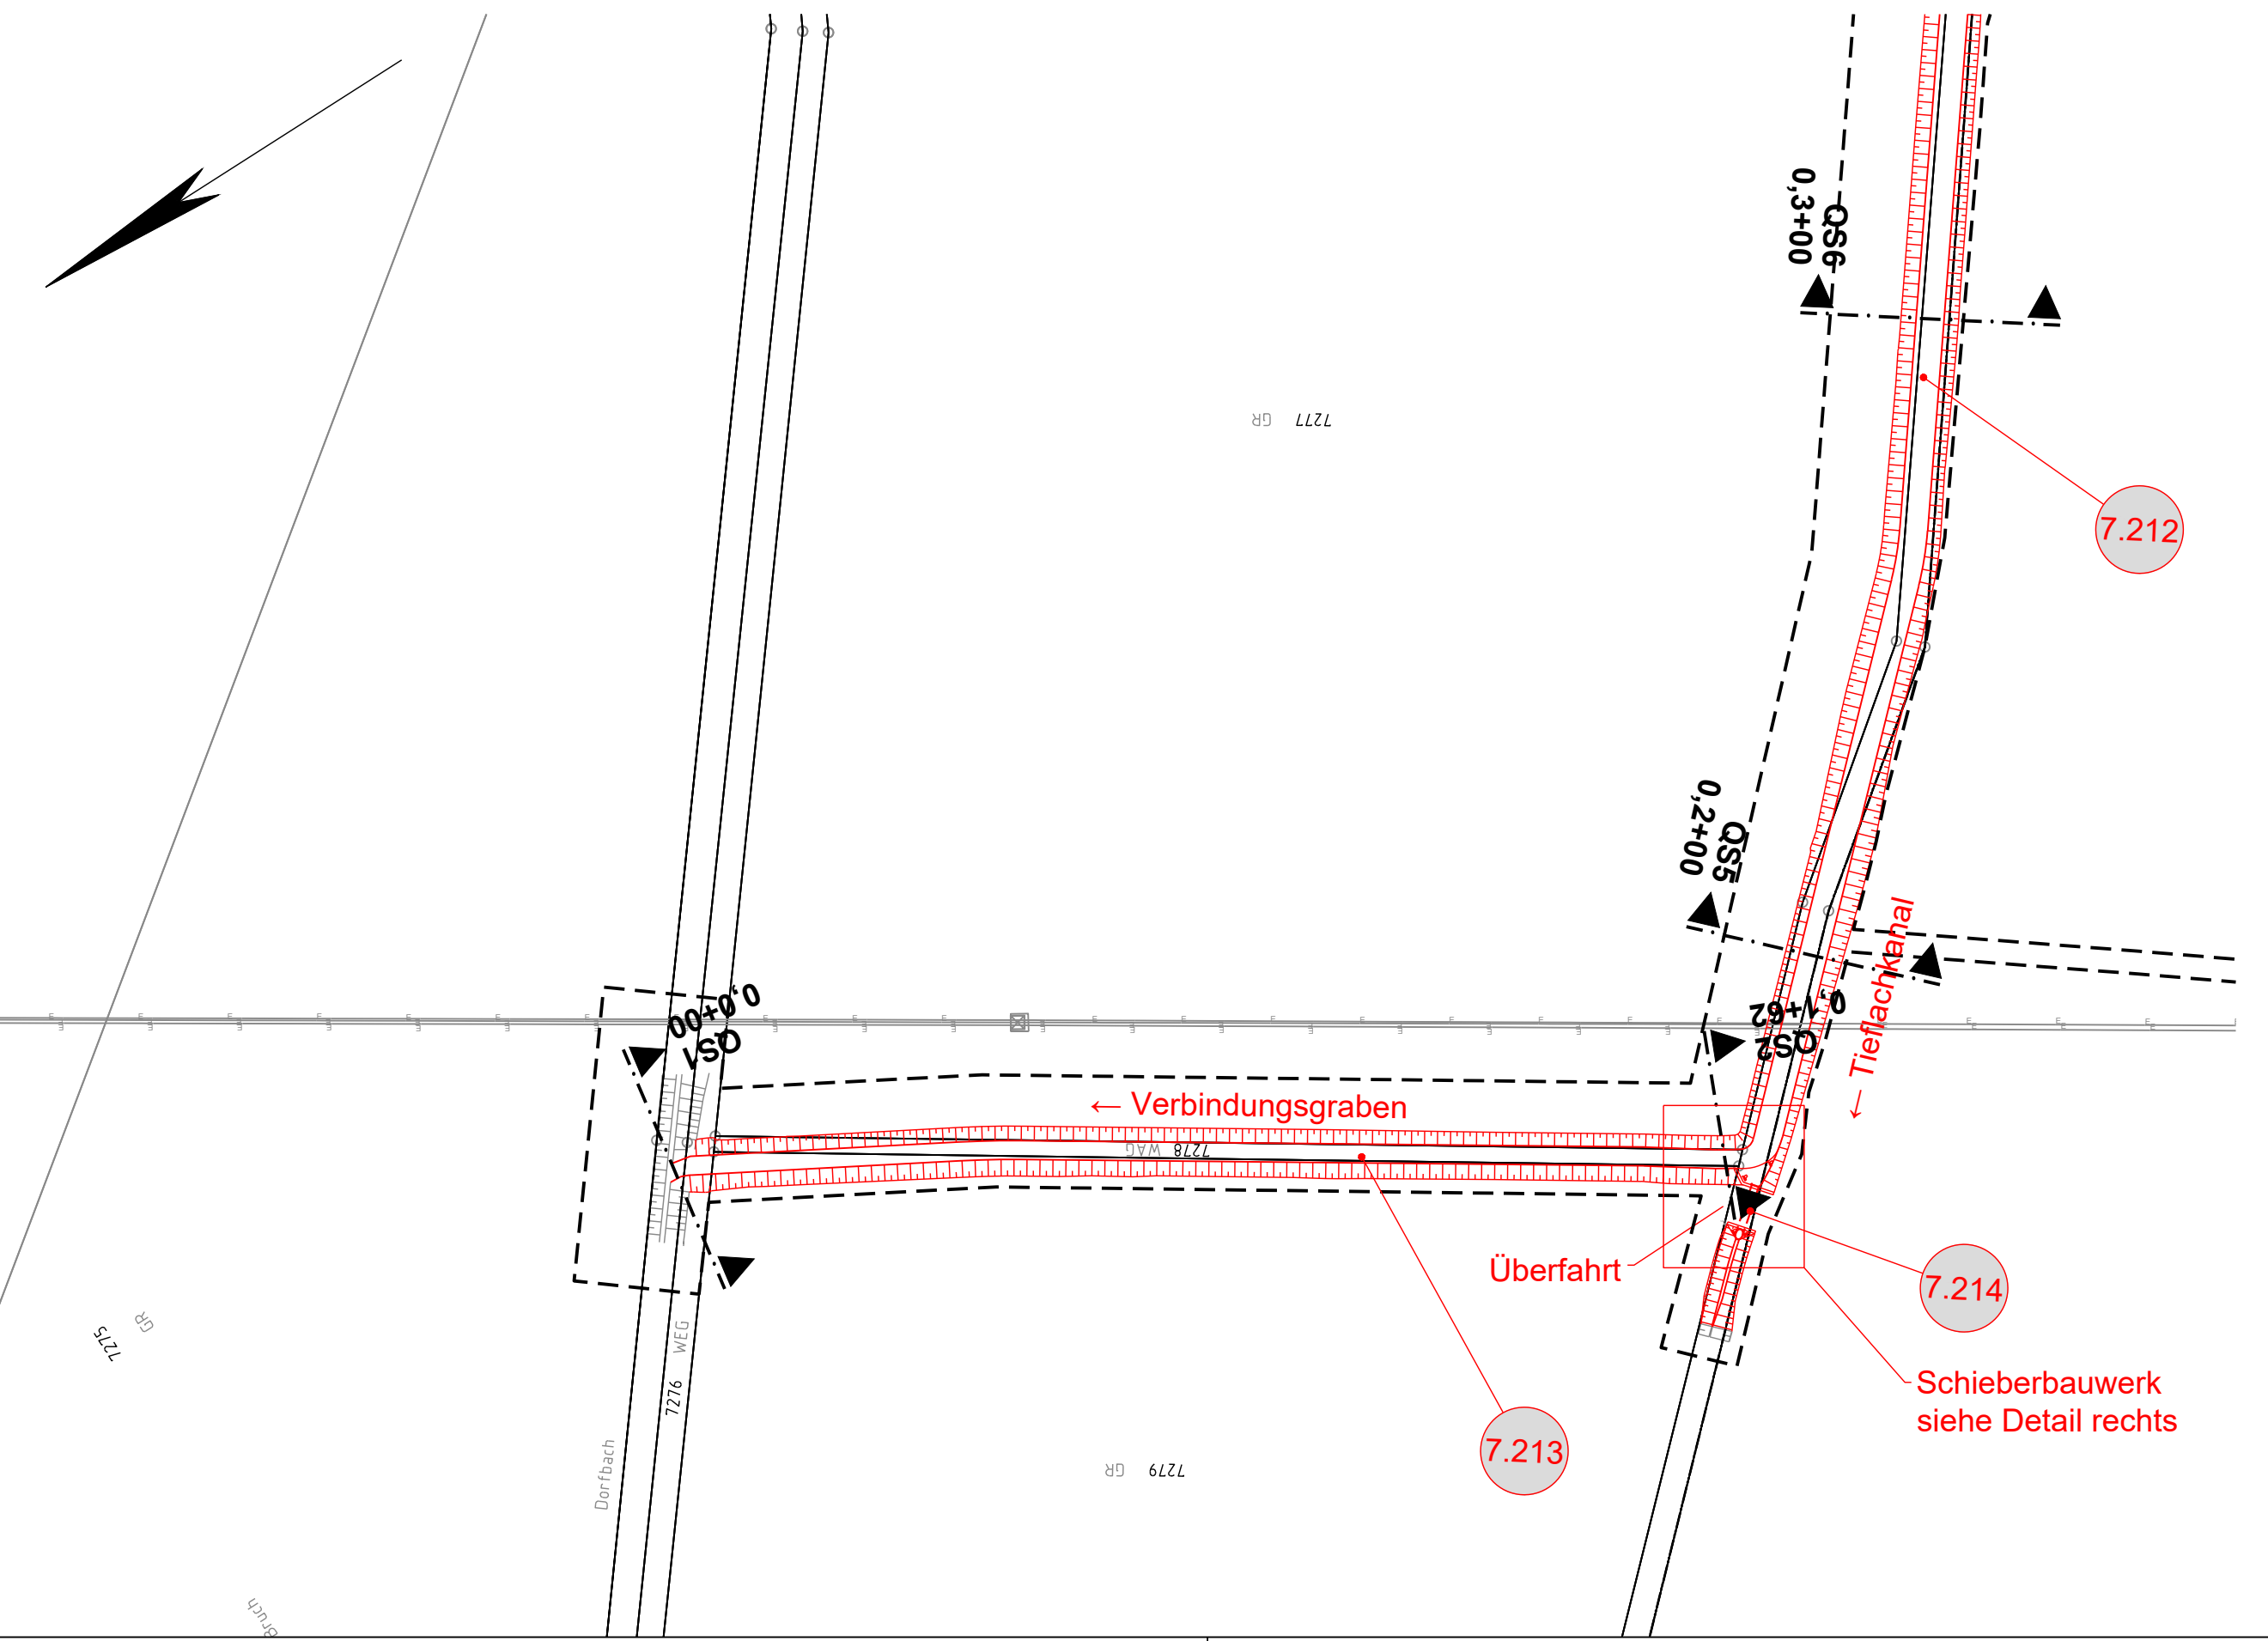 0,3+00
QS6
7277 GR
7.212
0,2+00
QS5
← Tieflachkanal
0,0+00
QS1
0,1+62
QS2
← Verbindungsgraben
7278 WAG
Überfahrt
7.214
Schieberbauwerk
siehe Detail rechts
7.213
7275
GR
7276 WEG
Dorfbach
7279 GR
Bruch